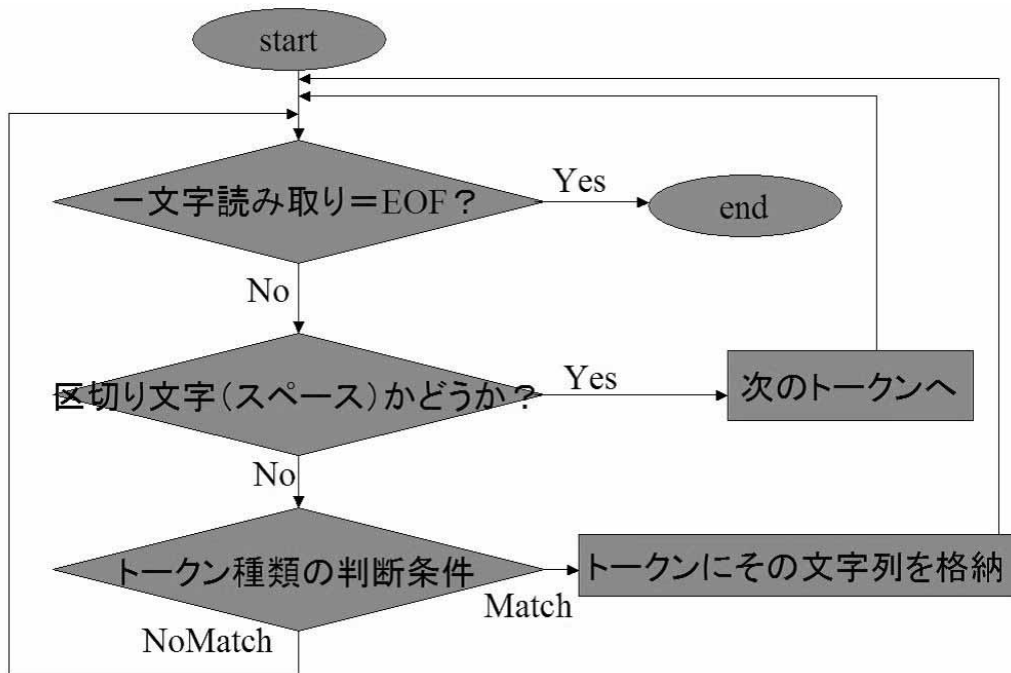 start
一文字読み取り＝EOF？
Yes
end
No
区切り文字（スペース）かどうか？
Yes
次のトークンへ
No
トークン種類の判断条件
Match
トークンにその文字列を格納
NoMatch